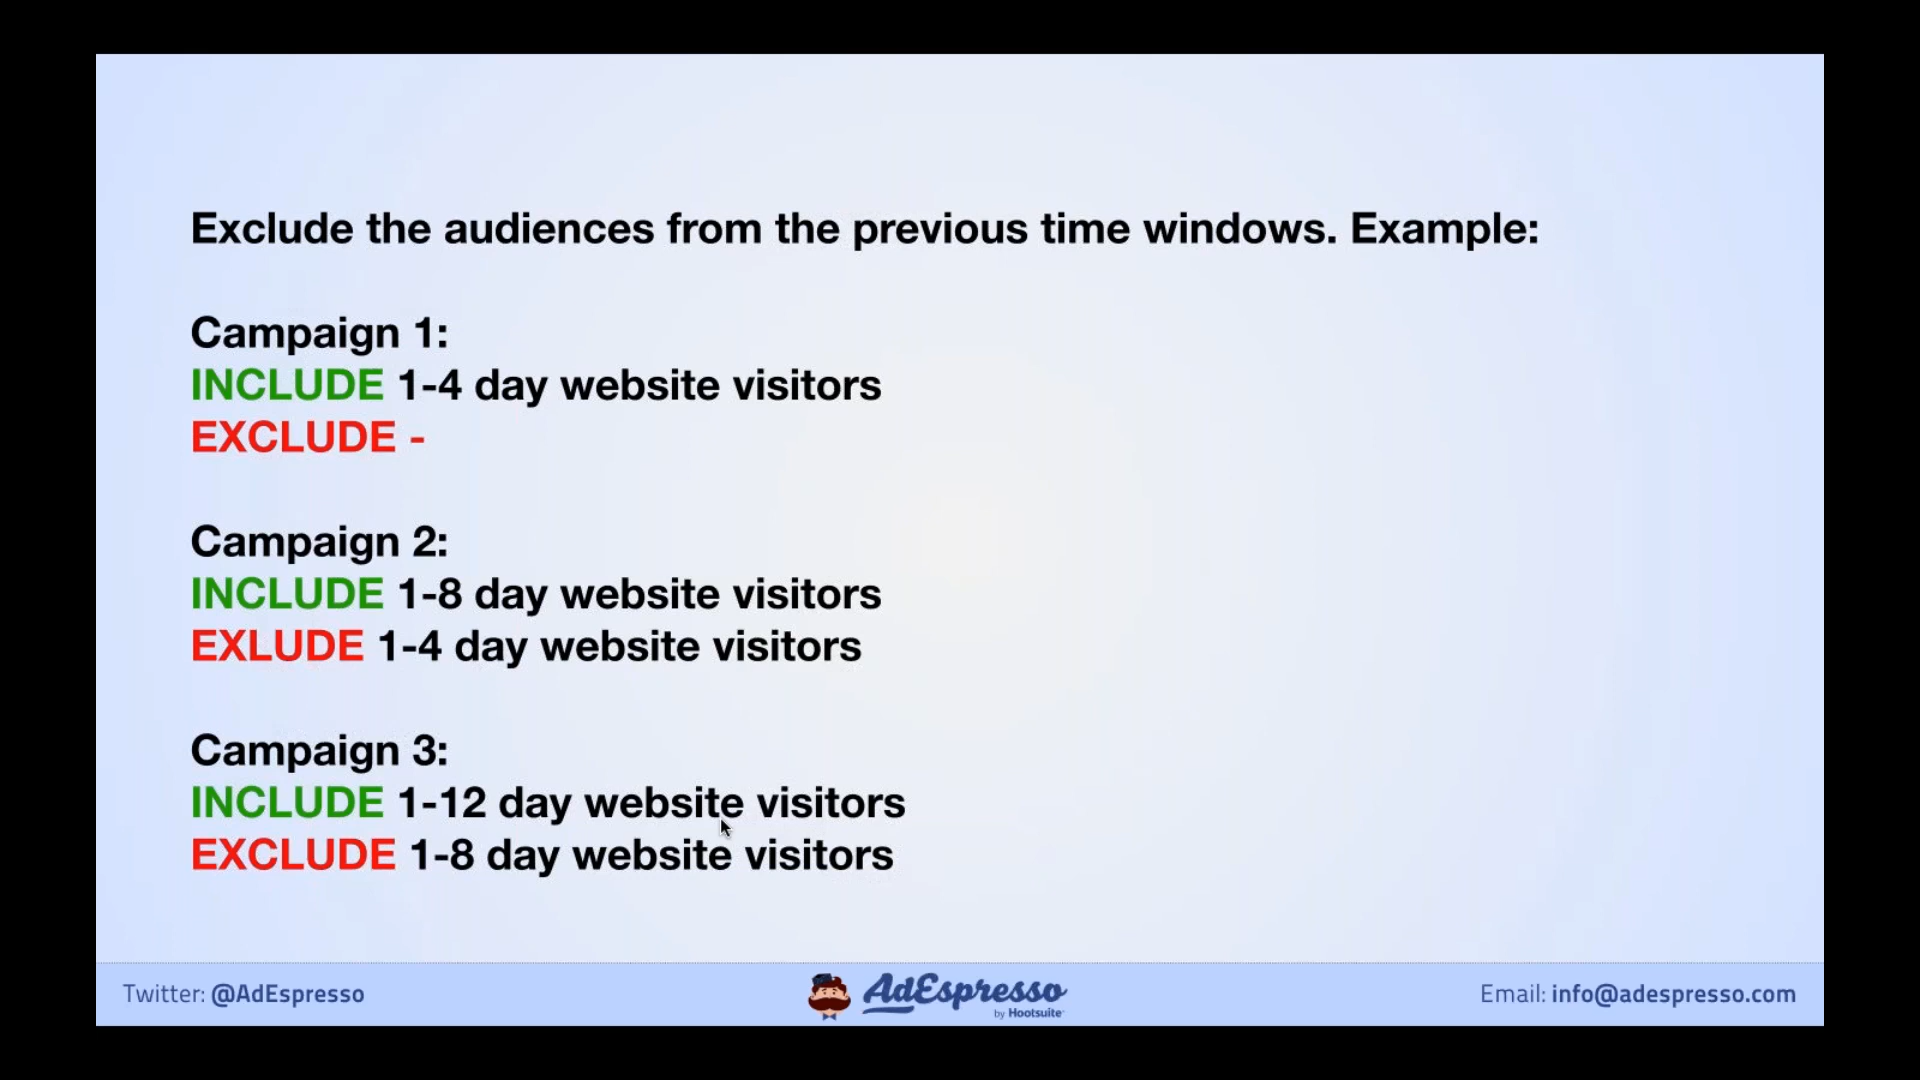 Exclude the audiences from the previous time windows. Example:
Campaign 1:
INCLUDE 1-4 day website visitors
EXCLUDE -
Campaign 2:
INCLUDE 1-8 day website visitors
EXLUDE 1-4 day website visitors
Campaign 3:
INCLUDE 1-12 day website visitors
EXCLUDE 1-8 day website visitors
Twitter: @AdEspresso
AdEspresso
by Hootsuite
Email: info@adespresso.com